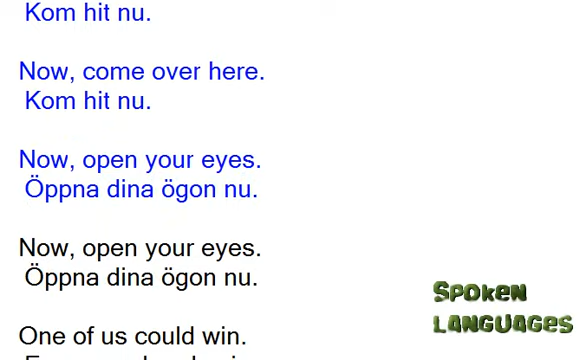 Kom hit nu.
Now, come over here.
Kom hit nu.
Now, open your eyes.
Öppna dina ögon nu.
Now, open your eyes.
Öppna dina ögon nu.
One of us could win.
SPOKEN
LANGUAGES